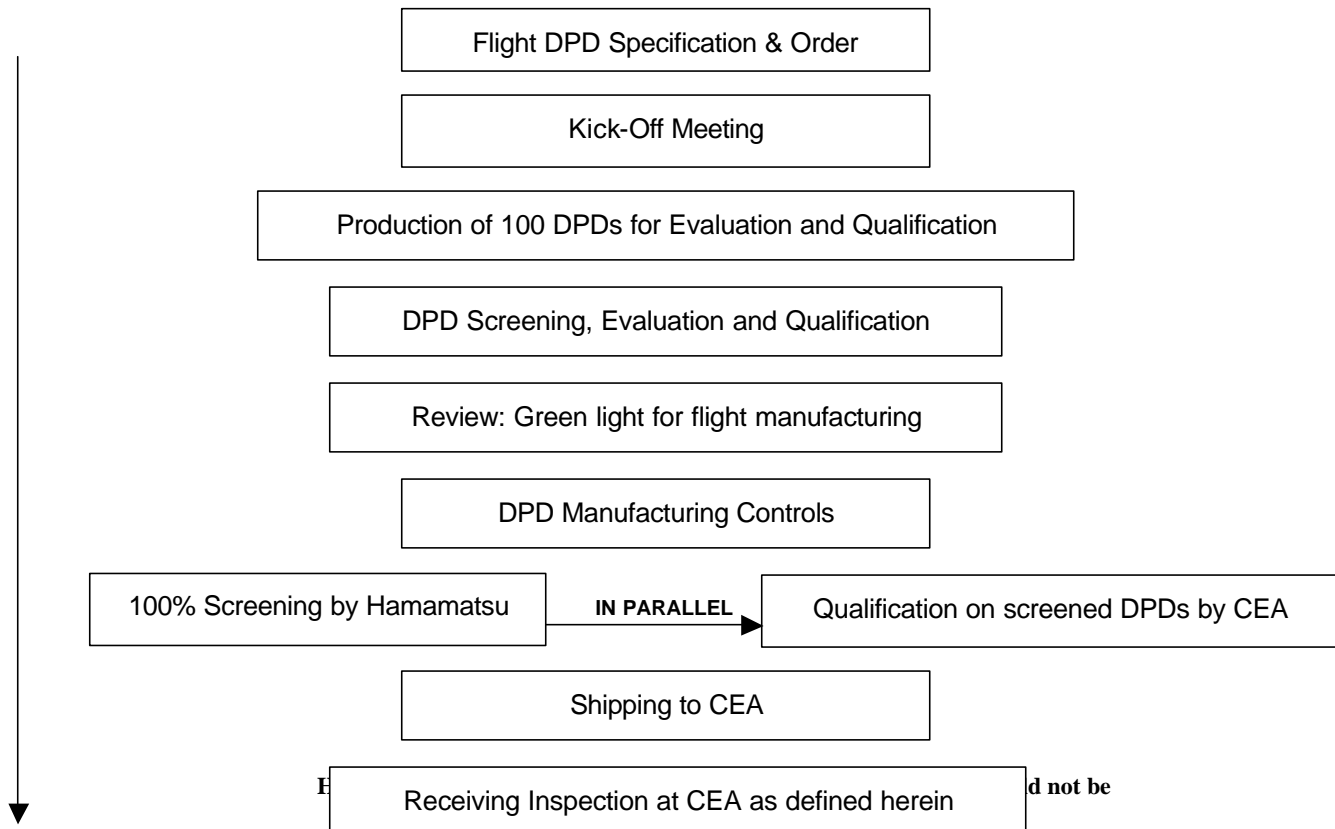 Flight DPD Specification & Order
Kick-Off Meeting
Production of 100 DPDs for Evaluation and Qualification
DPD Screening, Evaluation and Qualification
Review: Green light for flight manufacturing
DPD Manufacturing Controls
100% Screening by Hamamatsu
IN PARALLEL
Qualification on screened DPDs by CEA
Shipping to CEA
not be
Receiving Inspection at CEA as defined herein